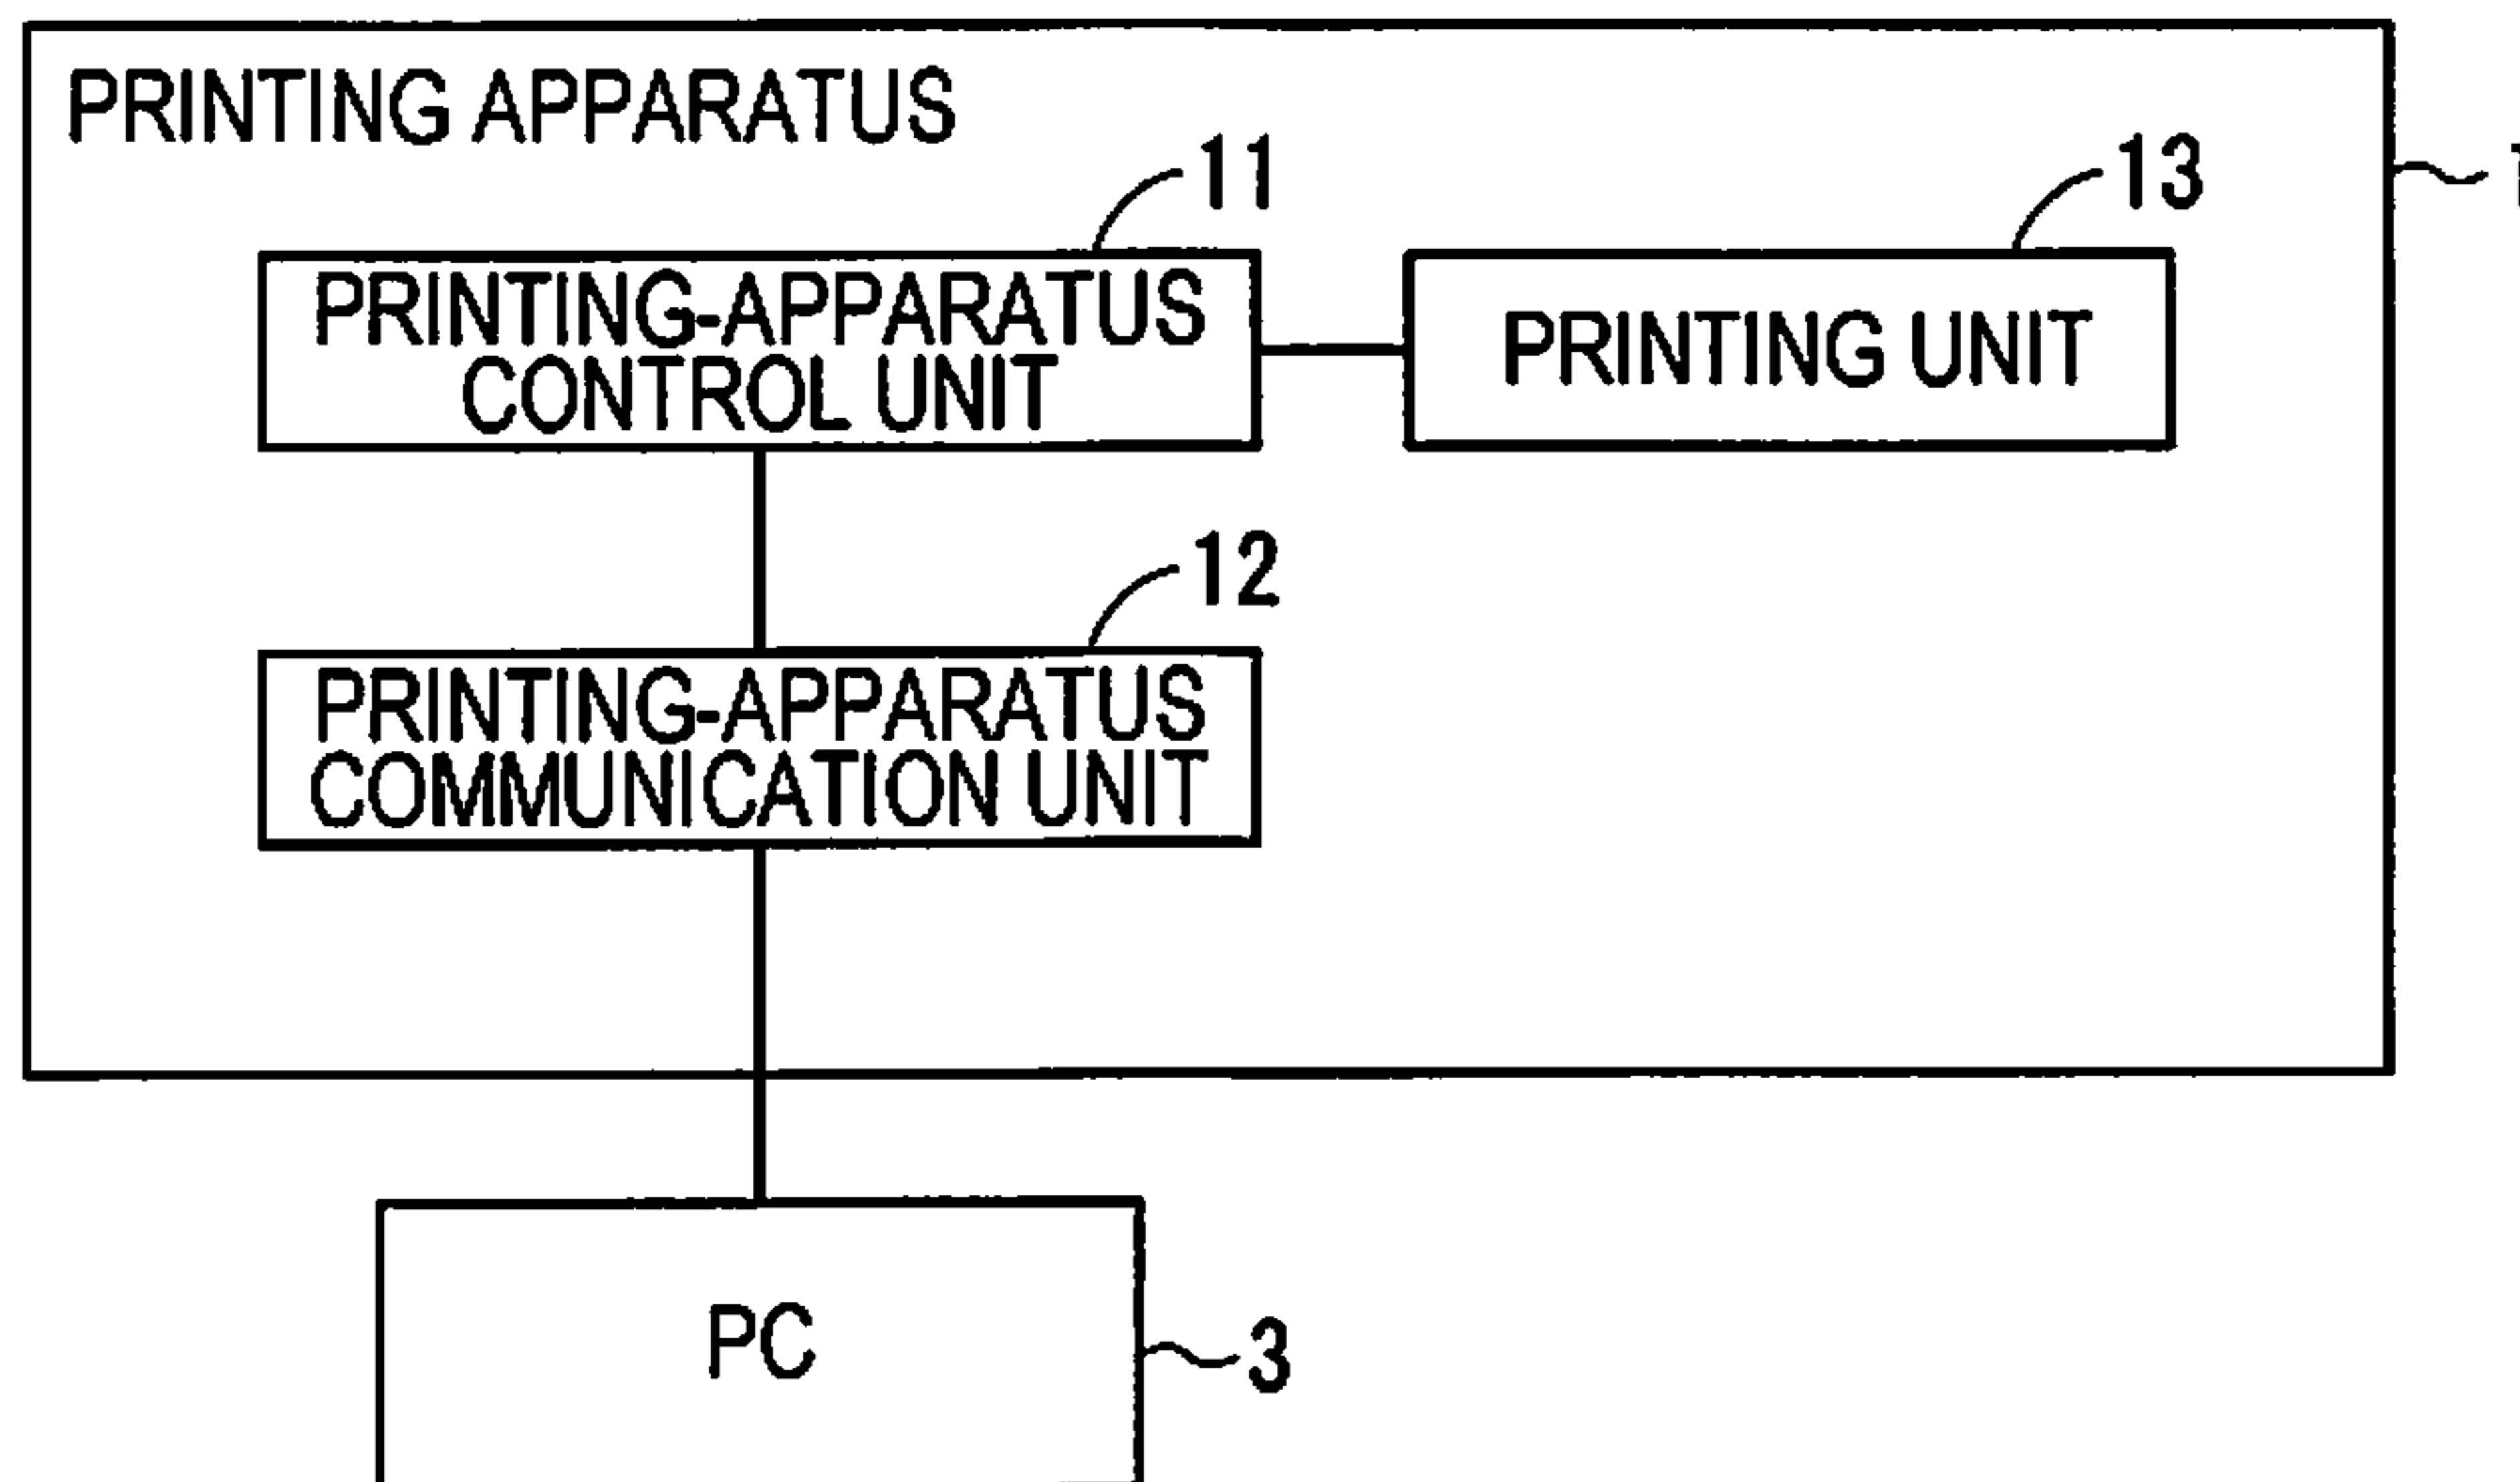 PRINTING APPARATUS
11
13
PRINTING-APPARATUS
CONTROL UNIT
PRINTING UNIT
12
PRINTING-APPARATUS
COMMUNICATION UNIT
PC
3